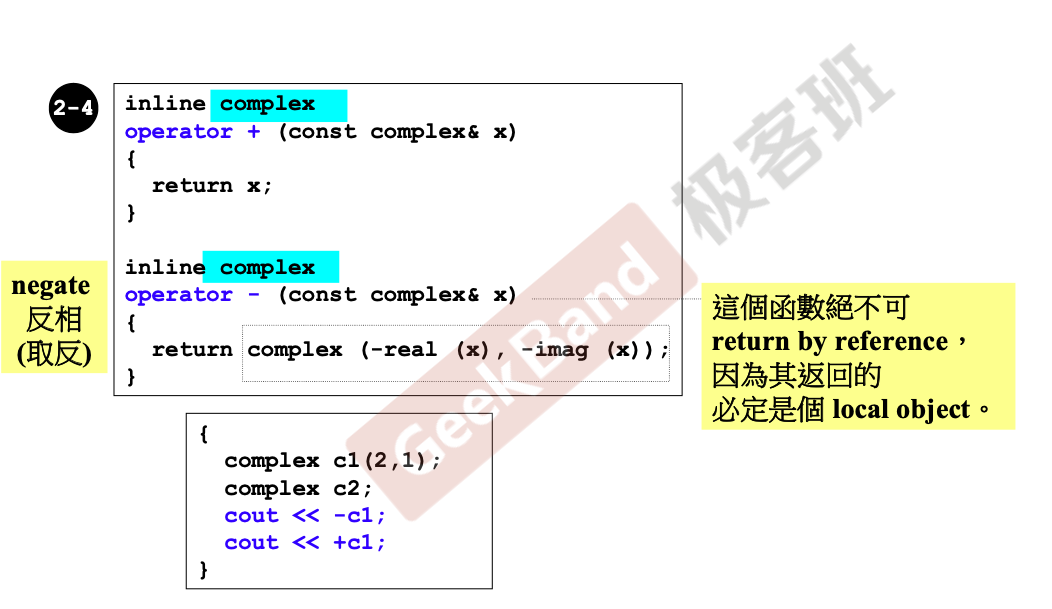 2-4
inline complex
operator + (const complex& x)
{
return x;
}
inline complex
operator - (const complex& x)
{
return complex (-real (x), -imag (x));
}
negate
反相
(取反)
這個函數絕不可
return by reference，
因為其返回的
必定是個 local object。
{
complex c1(2,1);
complex c2;
cout << -c1;
cout << +c1;
}
GeekBand 极客班